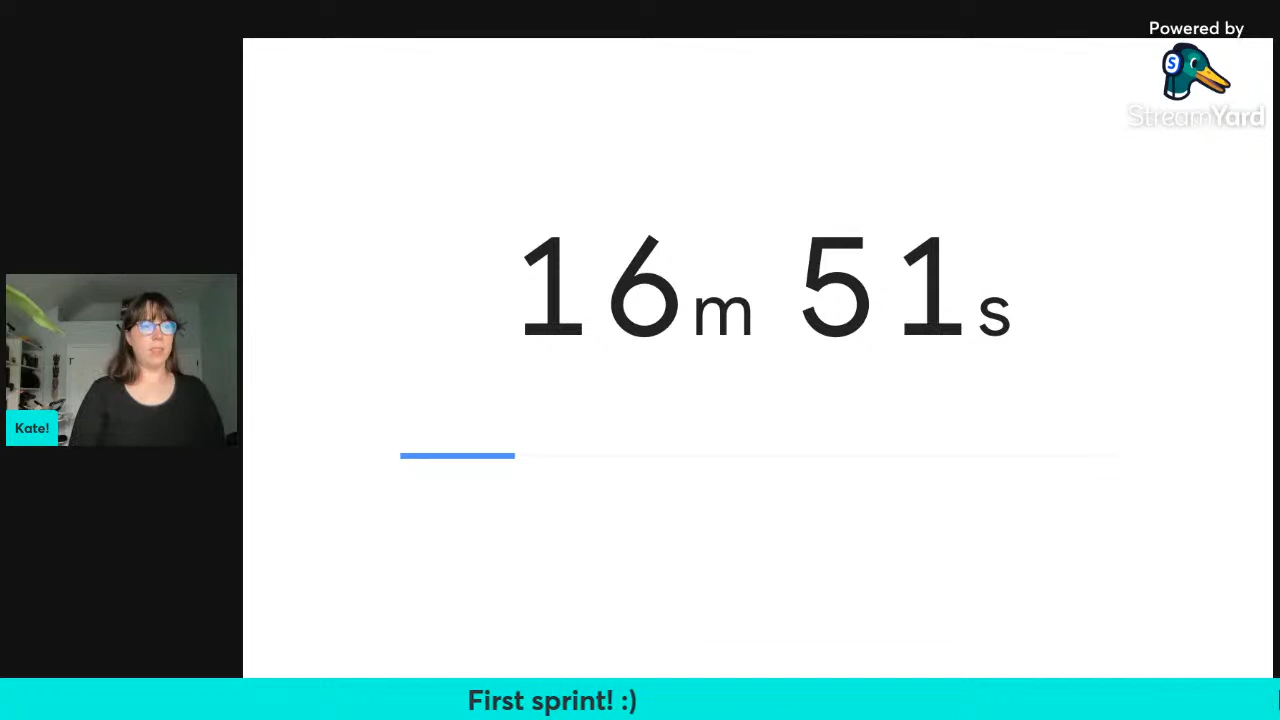 Powered by
S
StreamYard
16m 51s
Kate!
First sprint! :)